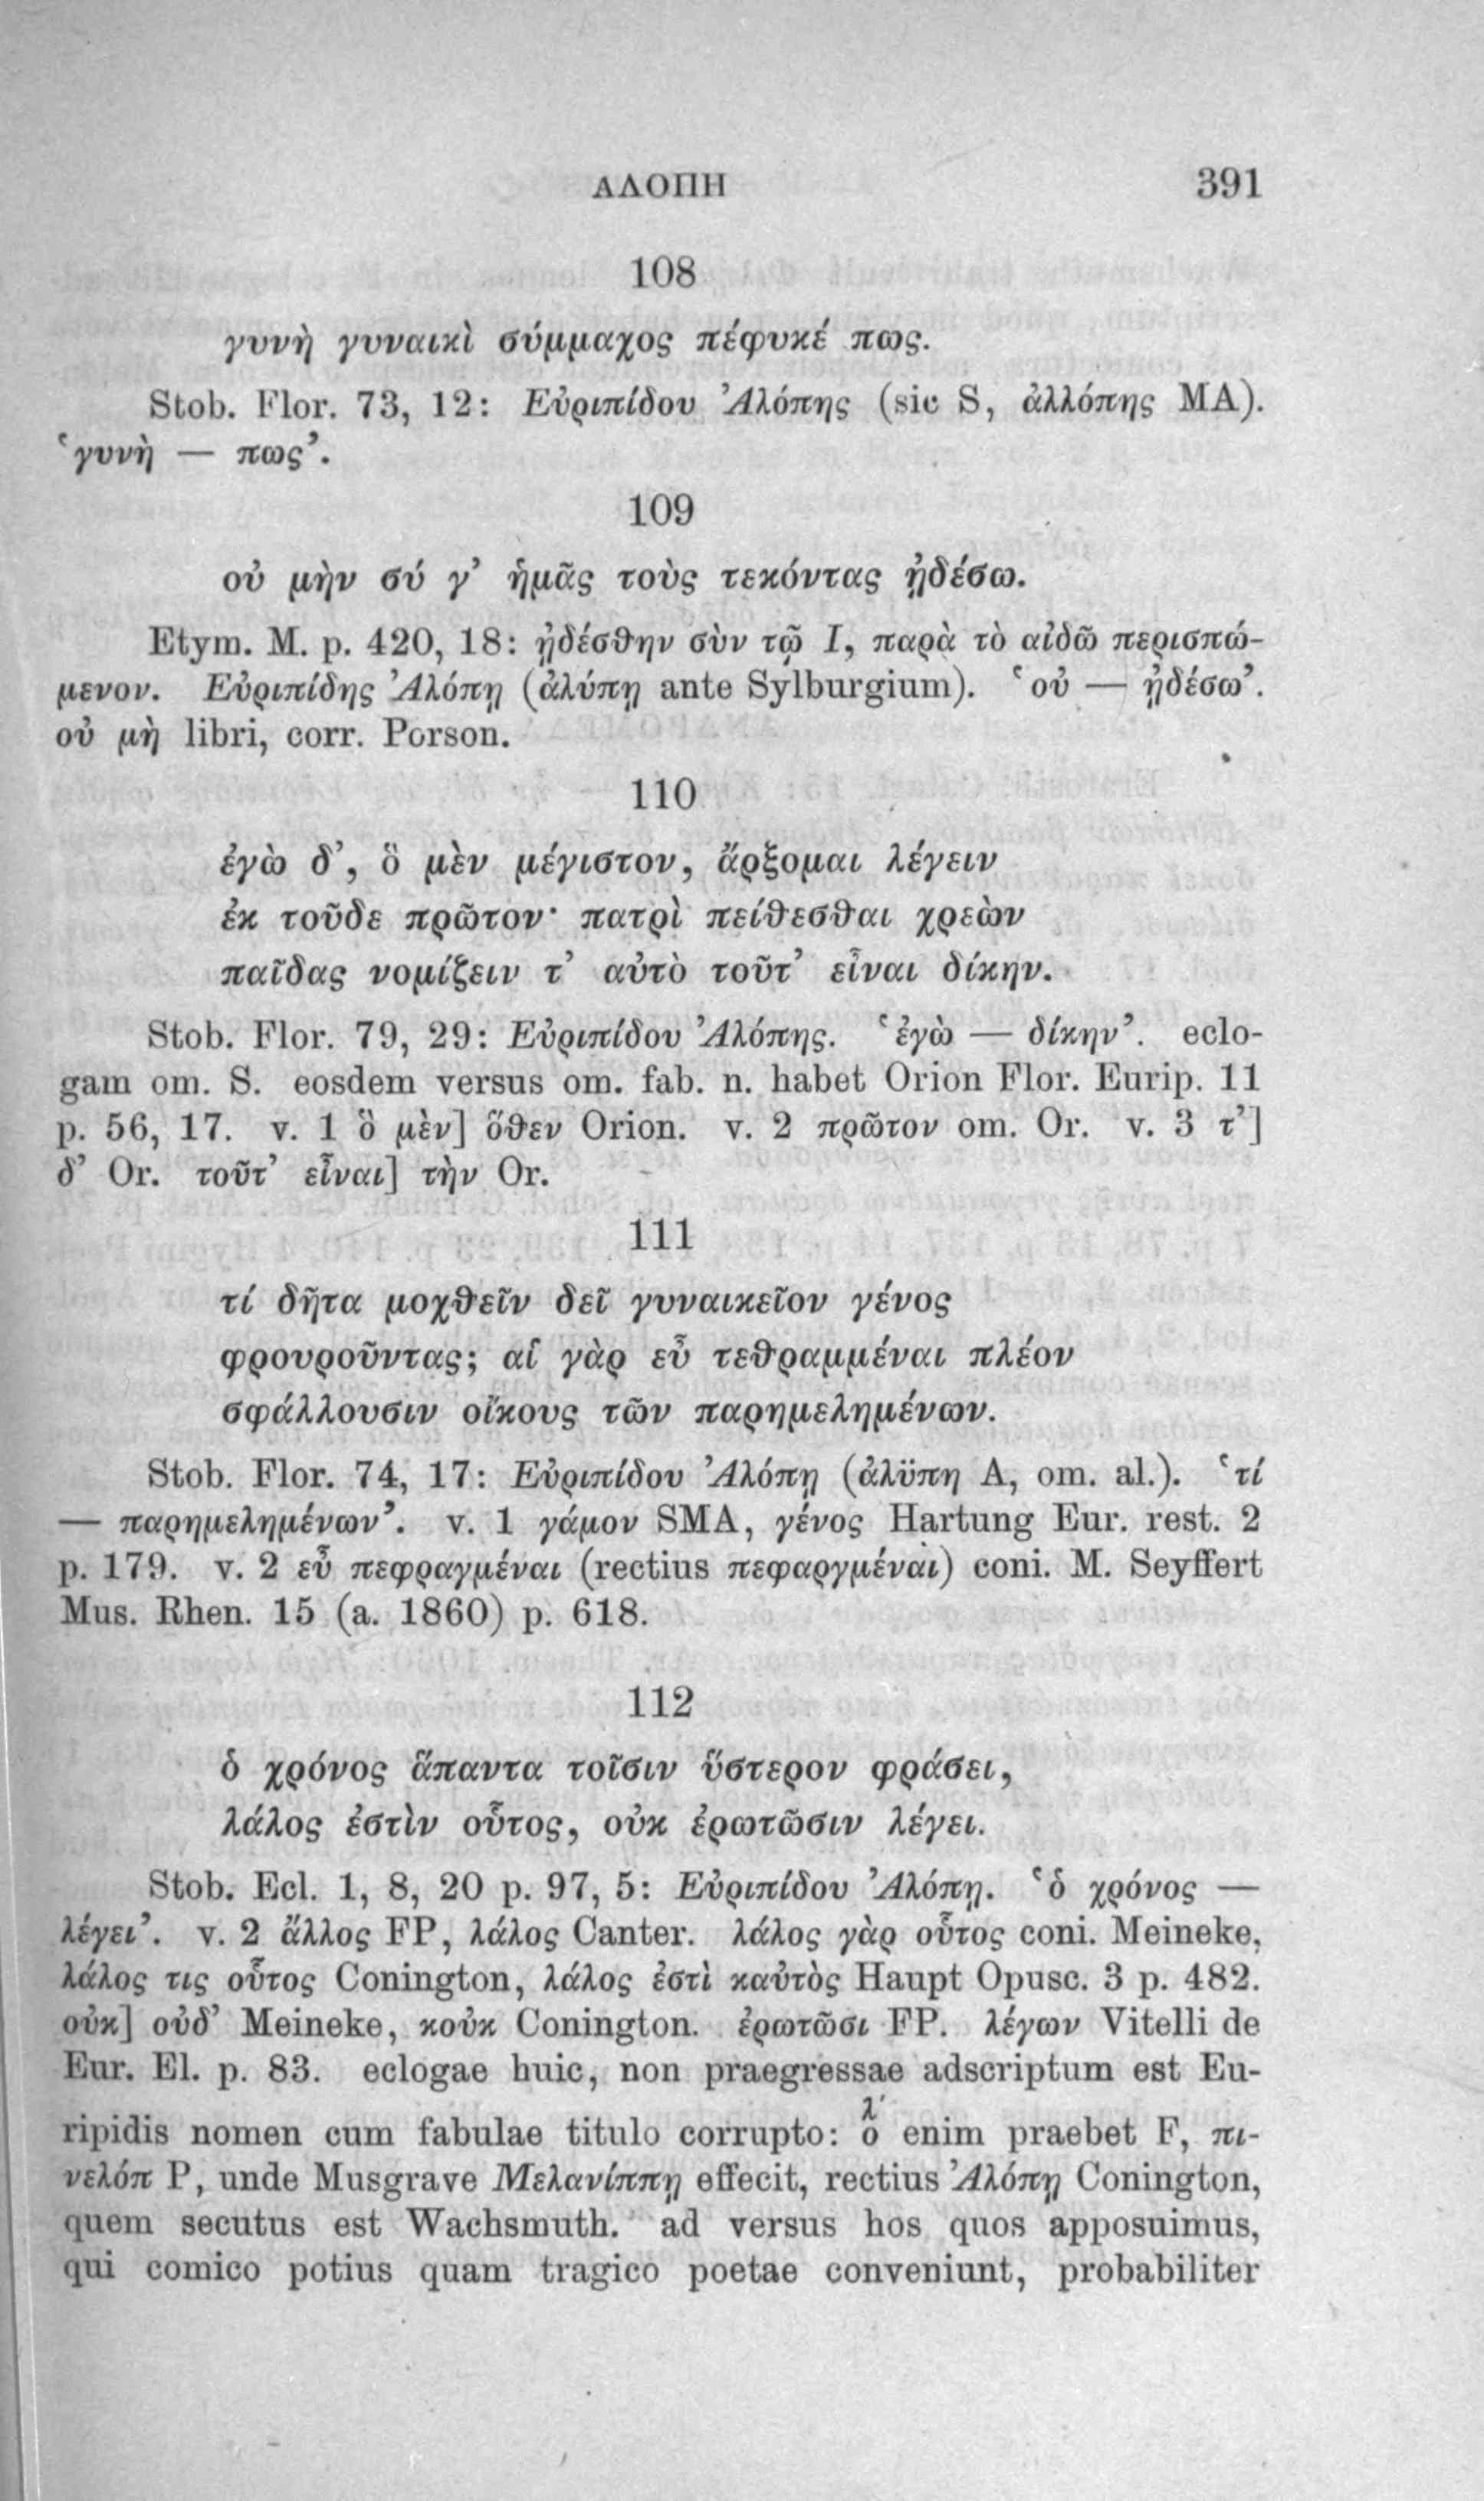 ΑΛΟΠΗ 391
108
γυνὴ γυναικὶ σύμμαχος πέφυκέ πως.
Stob. Flor. 73, 12: Εὐριπίδου Ἀλόπης (sic S, ἀλλόπης MA).
‘γυνὴ — πως’.
109
οὐ μὴν σύ γ’ ἡμᾶς τοὺς τεκόντας ᾐδέσω.
Etym. M. p. 420, 18: ᾐδέσθην σὺν τῷ Ι, παρὰ τὸ αἰδῶ περισπώ-
μενον. Εὐριπίδης Ἀλόπῃ (ἀλύπῃ ante Sylburgium). ‘οὐ — ᾐδέσω’.
οὐ μὴ libri, corr. Porson.
110
ἐγὼ δ’, ὃ μὲν μέγιστον, ἄρξομαι λέγειν
ἐκ τοῦδε πρῶτον· πατρὶ πείθεσθαι χρεὼν
παῖδας νομίζειν τ’ αὐτὸ τοῦτ’ εἶναι δίκην.
Stob. Flor. 79, 29: Εὐριπίδου Ἀλόπης. ‘ἐγὼ — δίκην’. eclo-
gam om. S. eosdem versus om. fab. n. habet Orion Flor. Eurip. 11
p. 56, 17. v. 1 ὃ μὲν] ὅθεν Orion. v. 2 πρῶτον om. Or. v. 3 τ’]
δ’ Or. τοῦτ’ εἶναι] τὴν Or.
111
τί δῆτα μοχθεῖν δεῖ γυναικεῖον γένος
φρουροῦντας; αἱ γὰρ εὖ τεθραμμέναι πλέον
σφάλλουσιν οἴκους τῶν παρημελημένων.
Stob. Flor. 74, 17: Εὐριπίδου Ἀλόπῃ (ἀλϋπη A, om. al.). ‘τί
— παρημελημένων’. v. 1 γάμον SMA, γένος Hartung Eur. rest. 2
p. 179. v. 2 εὖ πεφραγμέναι (rectius πεφαργμέναι) coni. M. Seyffert
Mus. Rhen. 15 (a. 1860) p. 618.
112
ὁ χρόνος ἅπαντα τοῖσιν ὕστερον φράσει,
λάλος ἐστὶν οὗτος, οὐκ ἐρωτῶσιν λέγει.
Stob. Ecl. 1, 8, 20 p. 97, 5: Εὐριπίδου Ἀλόπῃ. ‘ὁ χρόνος —
λέγει’. v. 2 ἄλλος FP, λάλος Canter. λάλος γὰρ οὗτος coni. Meineke,
λάλος τις οὗτος Conington, λάλος ἐστὶ καὐτὸς Haupt Opusc. 3 p. 482.
οὐκ] οὐδ’ Meineke, κοὐκ Conington. ἐρωτῶσι FP. λέγων Vitelli de
Eur. El. p. 83. eclogae huic, non praegressae adscriptum est Eu-
ripidis nomen cum fabulae titulo corrupto: ολ’ enim praebet F, πι-
νελόπ P, unde Musgrave Μελανίππῃ effecit, rectius Ἀλόπῃ Conington,
quem secutus est Wachsmuth. ad versus hos quos apposuimus,
qui comico potius quam tragico poetae conveniunt, probabiliter